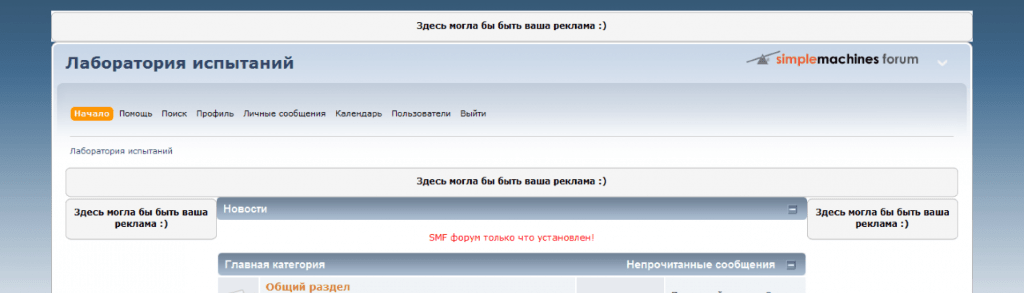 Здесь могла бы быть ваша реклама :)
Лаборатория испытаний
simplemachines forum
Начало Помощь Поиск Профиль Личные сообщения Календарь Пользователи Выйти
Лаборатория испытаний
Здесь могла бы быть ваша реклама :)
Здесь могла бы быть ваша
реклама :)
Новости
SMF форум только что установлен!
Здесь могла бы быть ваша
реклама :)
Главная категория Непрочитанные сообщения
Общий раздел